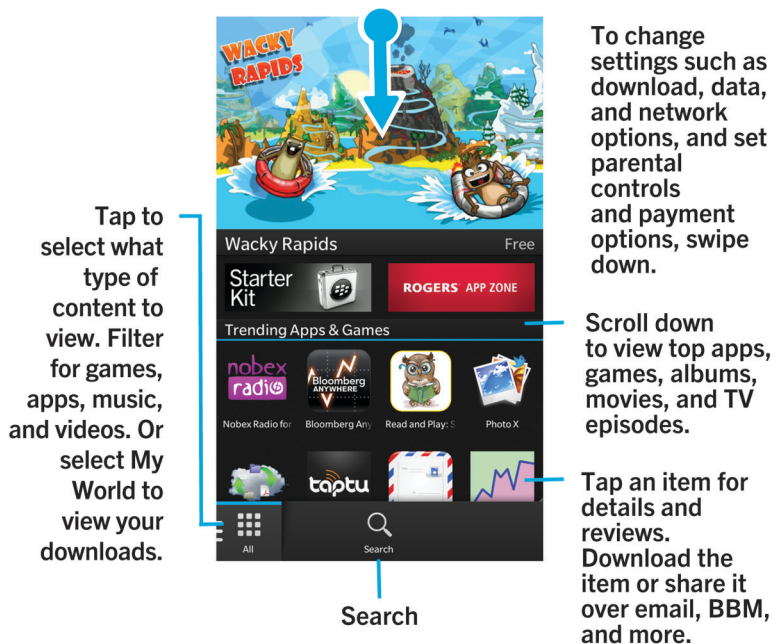 WACKY
RAPIDS
To change
settings such as
download, data,
and network
options, and set
parental
controls
and payment
options, swipe
down.
Tap to
select what
type of
content to
view. Filter
for games,
apps, music,
and videos. Or
select My
World to
view your
downloads.
Wacky Rapids Free
Starter
Kit
ROGERS APP ZONE
Trending Apps & Games
Scroll down
to view top apps,
games, albums,
movies, and TV
episodes.
nobex
radio
Bloomberg
ANYWHERE
Nobex Radio for Bloomberg Any Read and Play: S Photo X
taptu
Tap an item for
details and
reviews.
Download the
item or share it
over email, BBM,
and more.
All
Search
Search